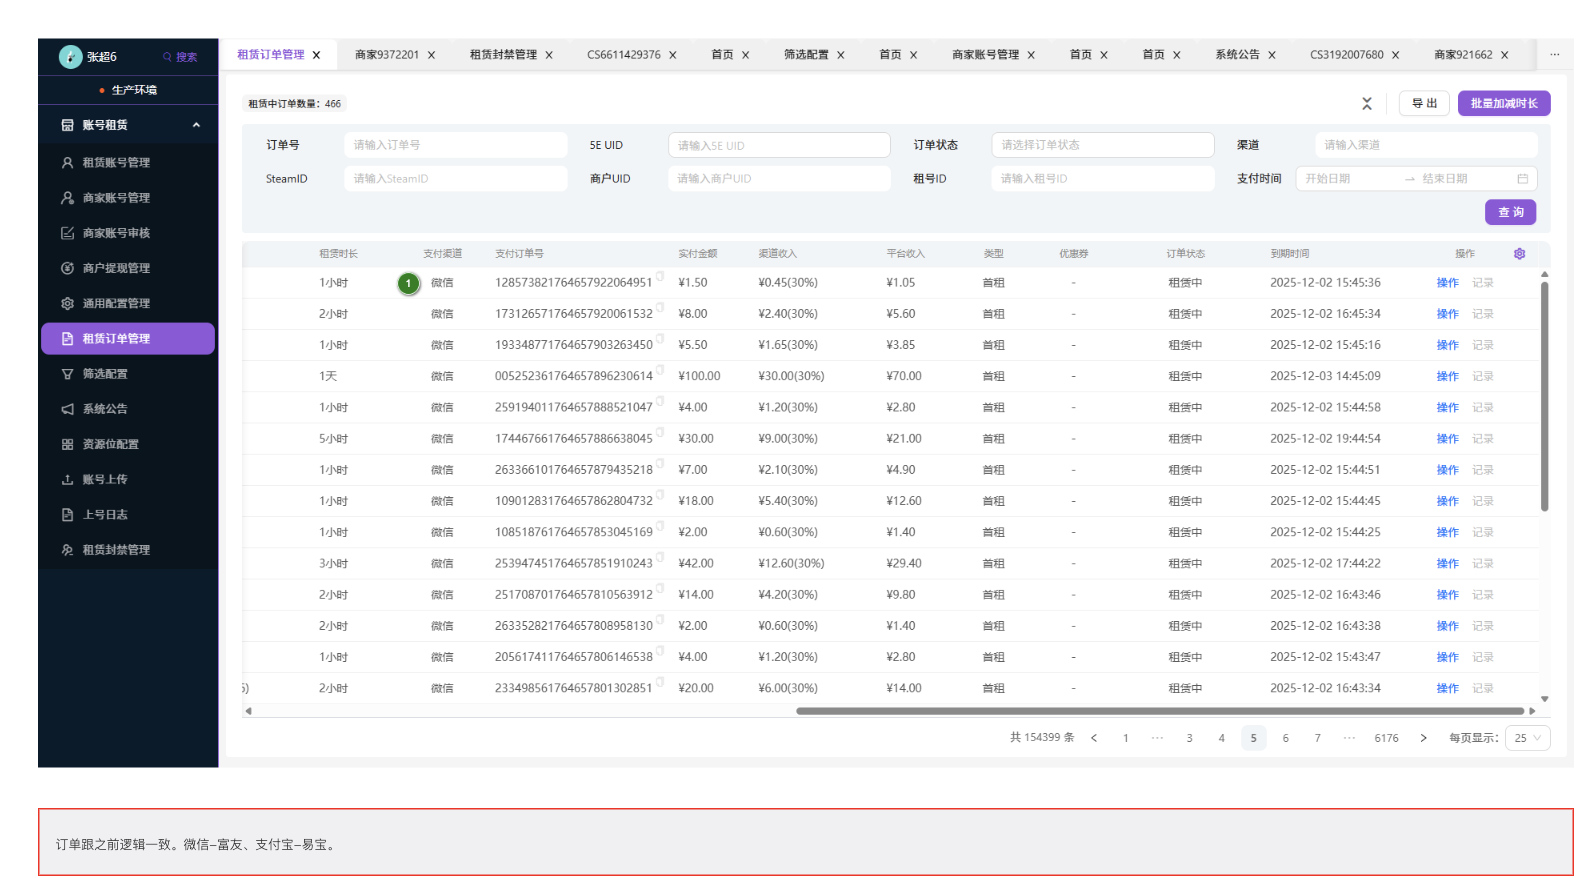 张超6 搜索
租赁订单管理 X 商家9372201 X 租赁封禁管理 X CS6611429376 X 首页 X 筛选配置 X 首页 X 商家账号管理 X 首页 X 首页 X 系统公告 X CS3192007680 X 商家921662 X ...
生产环境
账号租赁
租赁账号管理
商家账号管理
商家账号审核
商户提现管理
通用配置管理
租赁订单管理
筛选配置
系统公告
资源位配置
账号上传
上号日志
租赁封禁管理
租赁中订单数量：466 导 出 批量加减时长
订单号 请输入订单号 5E UID 请输入5E UID 订单状态 请选择订单状态 渠道 请输入渠道
SteamID 请输入SteamID 商户UID 请输入商户UID 租号ID 请输入租号ID 支付时间 开始日期 → 结束日期
查 询
租赁时长 支付渠道 支付订单号 实付金额 渠道收入 平台收入 类型 优惠券 订单状态 到期时间 操作
1小时 1 微信 128573821764657922064951 ¥1.50 ¥0.45(30%) ¥1.05 首租 - 租赁中 2025-12-02 15:45:36 操作 记录
2小时 微信 173126571764657920061532 ¥8.00 ¥2.40(30%) ¥5.60 首租 - 租赁中 2025-12-02 16:45:34 操作 记录
1小时 微信 193348771764657903263450 ¥5.50 ¥1.65(30%) ¥3.85 首租 - 租赁中 2025-12-02 15:45:16 操作 记录
1天 微信 005252361764657896230614 ¥100.00 ¥30.00(30%) ¥70.00 首租 - 租赁中 2025-12-03 14:45:09 操作 记录
1小时 微信 259194011764657888521047 ¥4.00 ¥1.20(30%) ¥2.80 首租 - 租赁中 2025-12-02 15:44:58 操作 记录
5小时 微信 174467661764657886638045 ¥30.00 ¥9.00(30%) ¥21.00 首租 - 租赁中 2025-12-02 19:44:54 操作 记录
1小时 微信 263366101764657879435218 ¥7.00 ¥2.10(30%) ¥4.90 首租 - 租赁中 2025-12-02 15:44:51 操作 记录
1小时 微信 109012831764657862804732 ¥18.00 ¥5.40(30%) ¥12.60 首租 - 租赁中 2025-12-02 15:44:45 操作 记录
1小时 微信 108518761764657853045169 ¥2.00 ¥0.60(30%) ¥1.40 首租 - 租赁中 2025-12-02 15:44:25 操作 记录
3小时 微信 253947451764657851910243 ¥42.00 ¥12.60(30%) ¥29.40 首租 - 租赁中 2025-12-02 17:44:22 操作 记录
2小时 微信 251708701764657810563912 ¥14.00 ¥4.20(30%) ¥9.80 首租 - 租赁中 2025-12-02 16:43:46 操作 记录
2小时 微信 263352821764657808958130 ¥2.00 ¥0.60(30%) ¥1.40 首租 - 租赁中 2025-12-02 16:43:38 操作 记录
1小时 微信 205617411764657806146538 ¥4.00 ¥1.20(30%) ¥2.80 首租 - 租赁中 2025-12-02 15:43:47 操作 记录
2小时 微信 233498561764657801302851 ¥20.00 ¥6.00(30%) ¥14.00 首租 - 租赁中 2025-12-02 16:43:34 操作 记录
共 154399 条 < 1 ... 3 4 5 6 7 ... 6176 > 每页显示： 25
订单跟之前逻辑一致。微信–富友、支付宝–易宝。